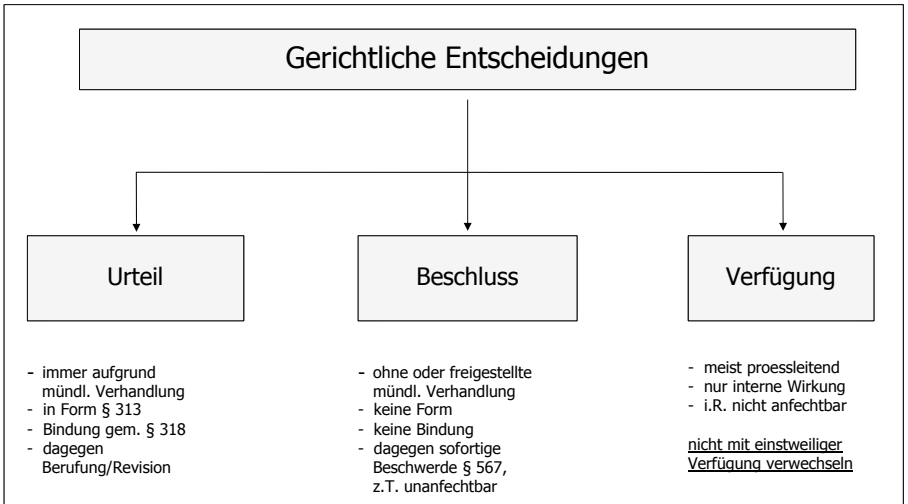 Gerichtliche Entscheidungen
Urteil
- immer aufgrund
mündl. Verhandlung
- in Form § 313
- Bindung gem. § 318
- dagegen
Berufung/Revision
Beschluss
- ohne oder freigestellte
mündl. Verhandlung
- keine Form
- keine Bindung
- dagegen sofortige
Beschwerde § 567,
z.T. unanfechtbar
Verfügung
- meist proessleitend
- nur interne Wirkung
- i.R. nicht anfechtbar
nicht mit einstweiliger
Verfügung verwechseln